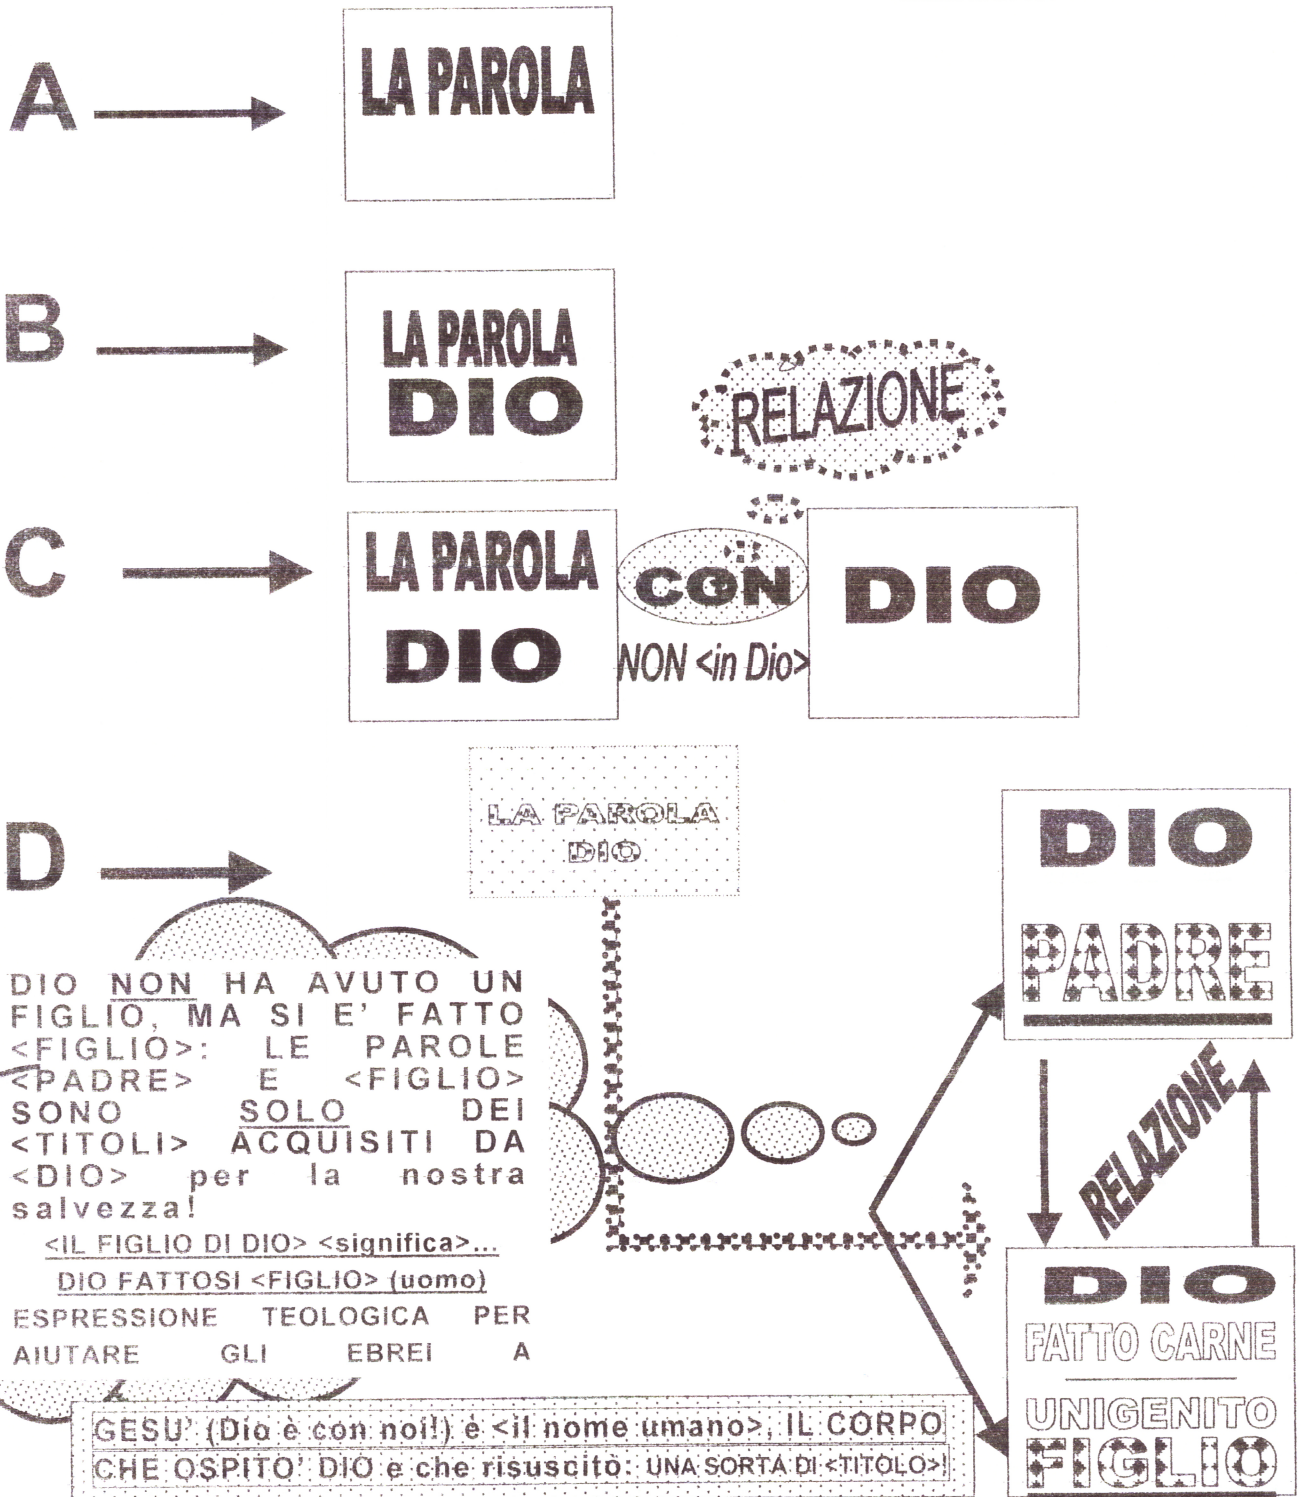 A
LA PAROLA
B
LA PAROLA
DIO
RELAZIONE
C
LA PAROLA
DIO
CON
NON <in Dio>
DIO
D
LA PAROLA
DIO
DIO NON HA AVUTO UN
FIGLIO, MA SI E' FATTO
<FIGLIO>: LE PAROLE
<PADRE> E <FIGLIO>
SONO SOLO DEI
<TITOLI> ACQUISITI DA
<DIO> per la nostra
salvezza!
<IL FIGLIO DI DIO> <significa>...
DIO FATTOSI <FIGLIO> (uomo)
ESPRESSIONE TEOLOGICA PER
AIUTARE GLI EBREI A
DIO
PADRE
RELAZIONE
DIO
FATTO CARNE
UNIGENITO
FIGLIO
GESU' (Dio è con noi!) è <il nome umano>, IL CORPO
CHE OSPITO' DIO e che risuscitò: UNA SORTA DI <TITOLO>!